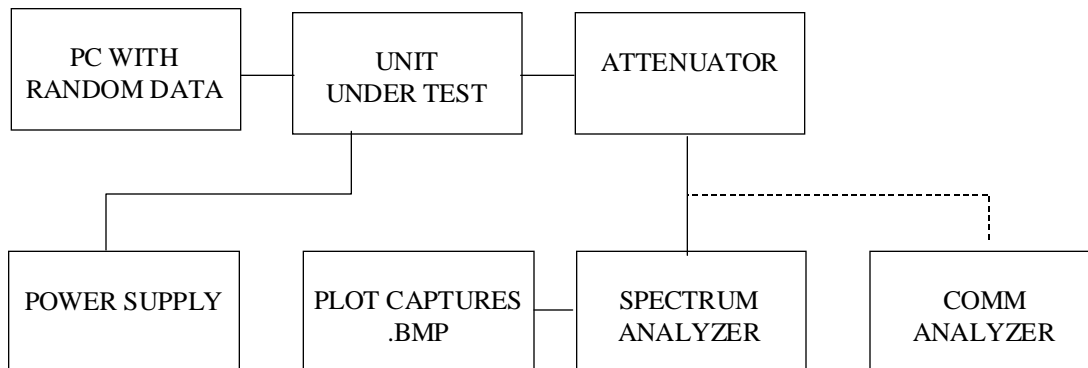 PC WITH
RANDOM DATA
UNIT
UNDER TEST
ATTENUATOR
POWER SUPPLY
PLOT CAPTURES
.BMP
SPECTRUM
ANALYZER
COMM
ANALYZER